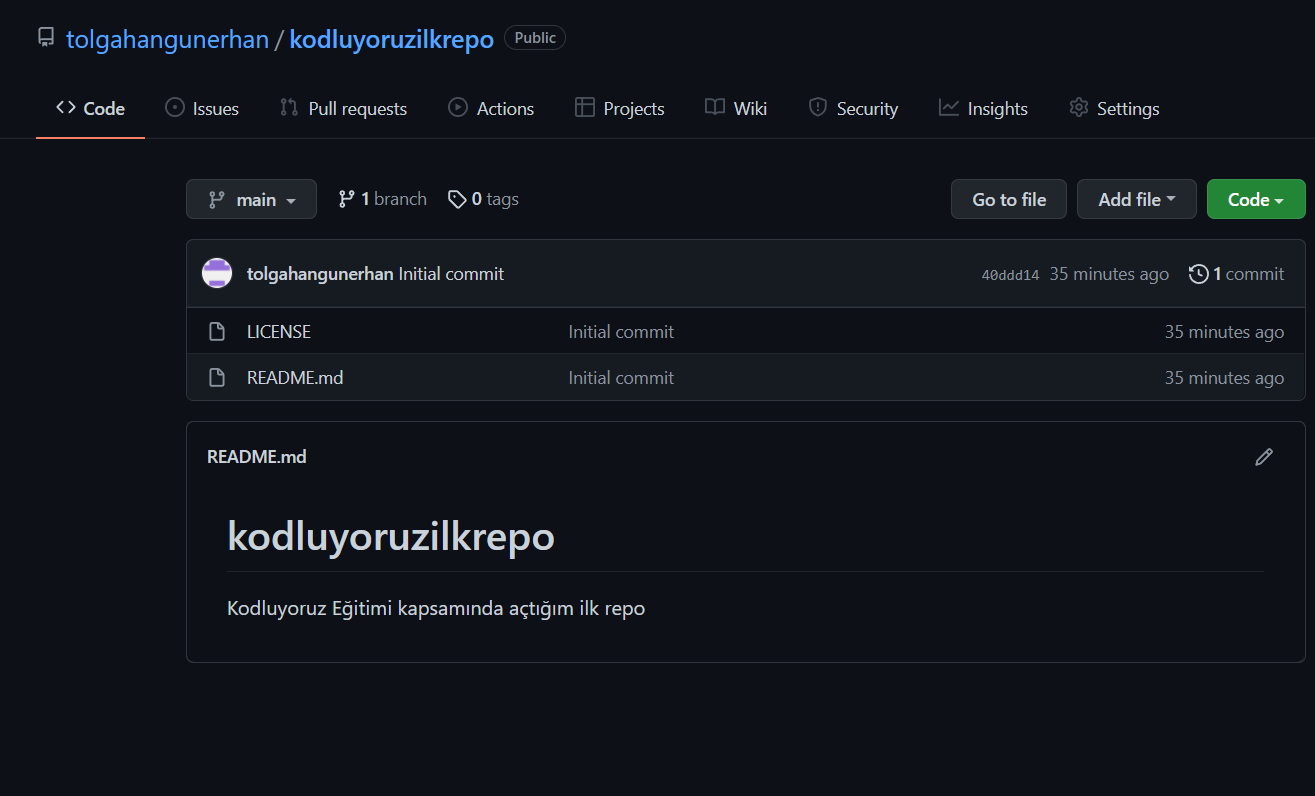 tolgahangunerhan / kodluyoruzilkrepo Public
Code Issues Pull requests Actions Projects Wiki Security Insights Settings
main 1 branch 0 tags Go to file Add file Code
tolgahangunerhan Initial commit 40ddd14 35 minutes ago 1 commit
LICENSE Initial commit 35 minutes ago
README.md Initial commit 35 minutes ago
README.md
kodluyoruzilkrepo
Kodluyoruz Eğitimi kapsamında açtığım ilk repo